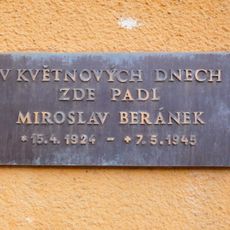 V KVĚTNOVÝCH DNECH
ZDE PADL
MIROSLAV BERÁNEK
* 15.4.1924 – + 7.5.1945